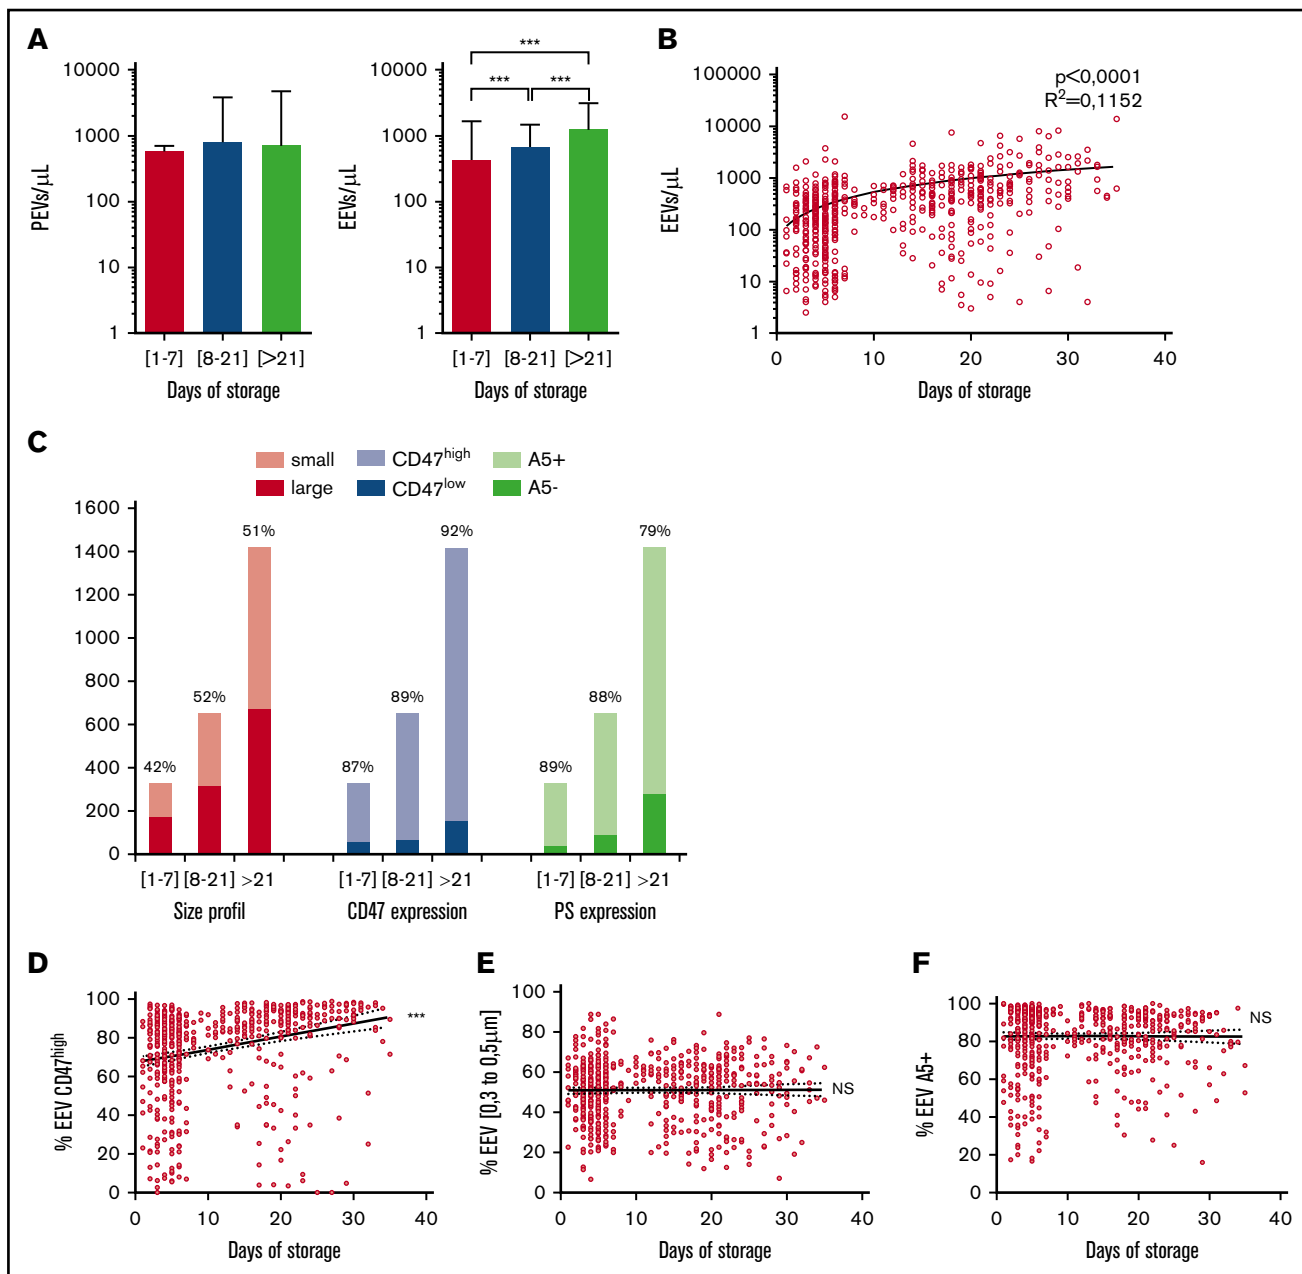 A
10000
1000
100
10
1
PEVs/µL
[1-7] [8-21] [>21]
Days of storage
***
*** ***
10000
1000
100
10
1
EEVs/µL
[1-7] [8-21] [>21]
Days of storage
B
p<0,0001
R²=0,1152
100000
10000
1000
100
10
1
EEVs/µL
0 10 20 30 40
Days of storage
C
small CD47high A5+
large CD47low A5-
1600
1400
1200
1000
800
600
400
200
0
42% 52% 51%
87% 89% 92%
89% 88% 79%
[1-7] [8-21] >21 [1-7] [8-21] >21 [1-7] [8-21] >21
Size profil CD47 expression PS expression
D
100
80
60
40
20
0
% EEV CD47high
***
0 10 20 30 40
Days of storage
E
100
80
60
40
20
0
% EEV [0,3 to 0,5µm]
NS
0 10 20 30 40
Days of storage
F
100
80
60
40
20
0
% EEV A5+
NS
0 10 20 30 40
Days of storage